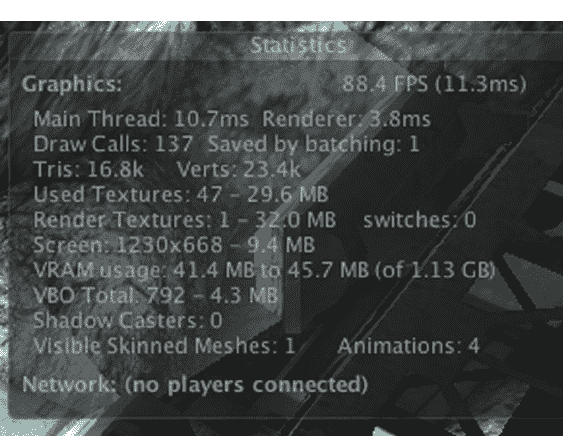 Statistics
Graphics: 88.4 FPS (11.3ms)
Main Thread: 10.7ms Renderer: 3.8ms
Draw Calls: 137 Saved by batching: 1
Tris: 16.8k Verts: 23.4k
Used Textures: 47 – 29.6 MB
Render Textures: 1 – 32.0 MB switches: 0
Screen: 1230x668 – 9.4 MB
VRAM usage: 41.4 MB to 45.7 MB (of 1.13 GB)
VBO Total: 792 – 4.3 MB
Shadow Casters: 0
Visible Skinned Meshes: 1 Animations: 4
Network: (no players connected)